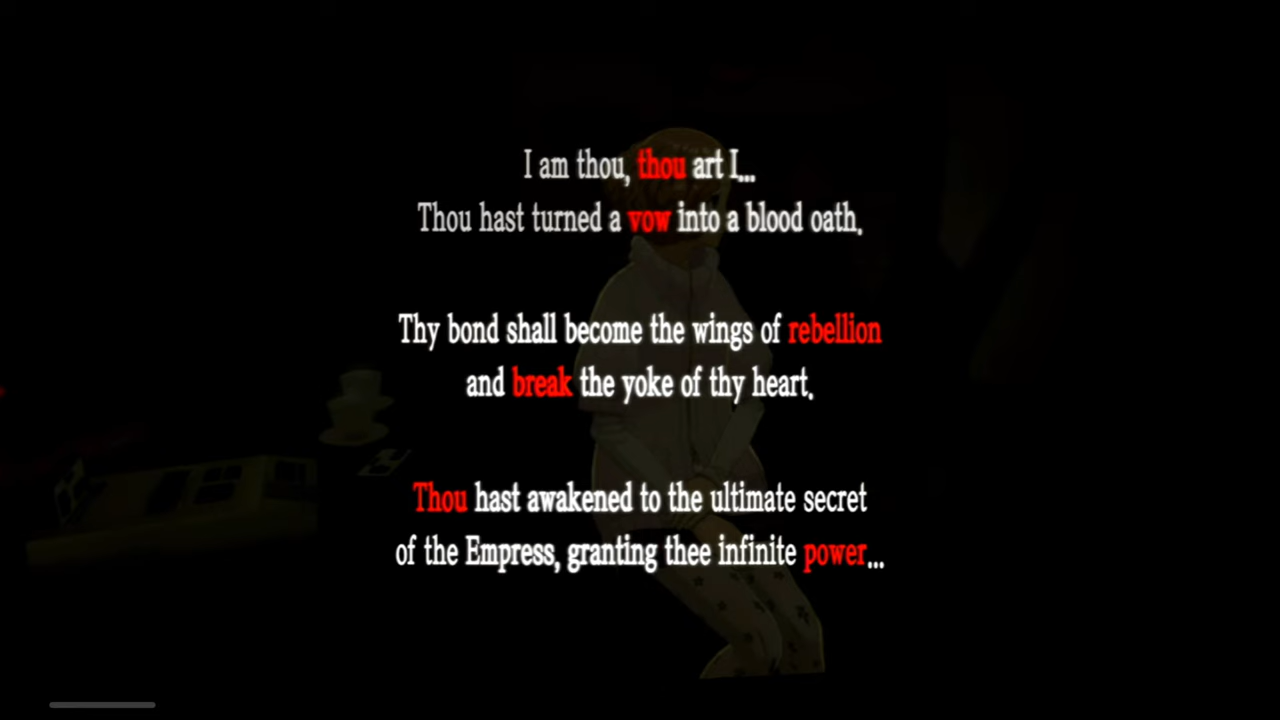 I am thou, thou art I...
Thou hast turned a vow into a blood oath.
Thy bond shall become the wings of rebellion
and break the yoke of thy heart.
Thou hast awakened to the ultimate secret
of the Empress, granting thee infinite power...